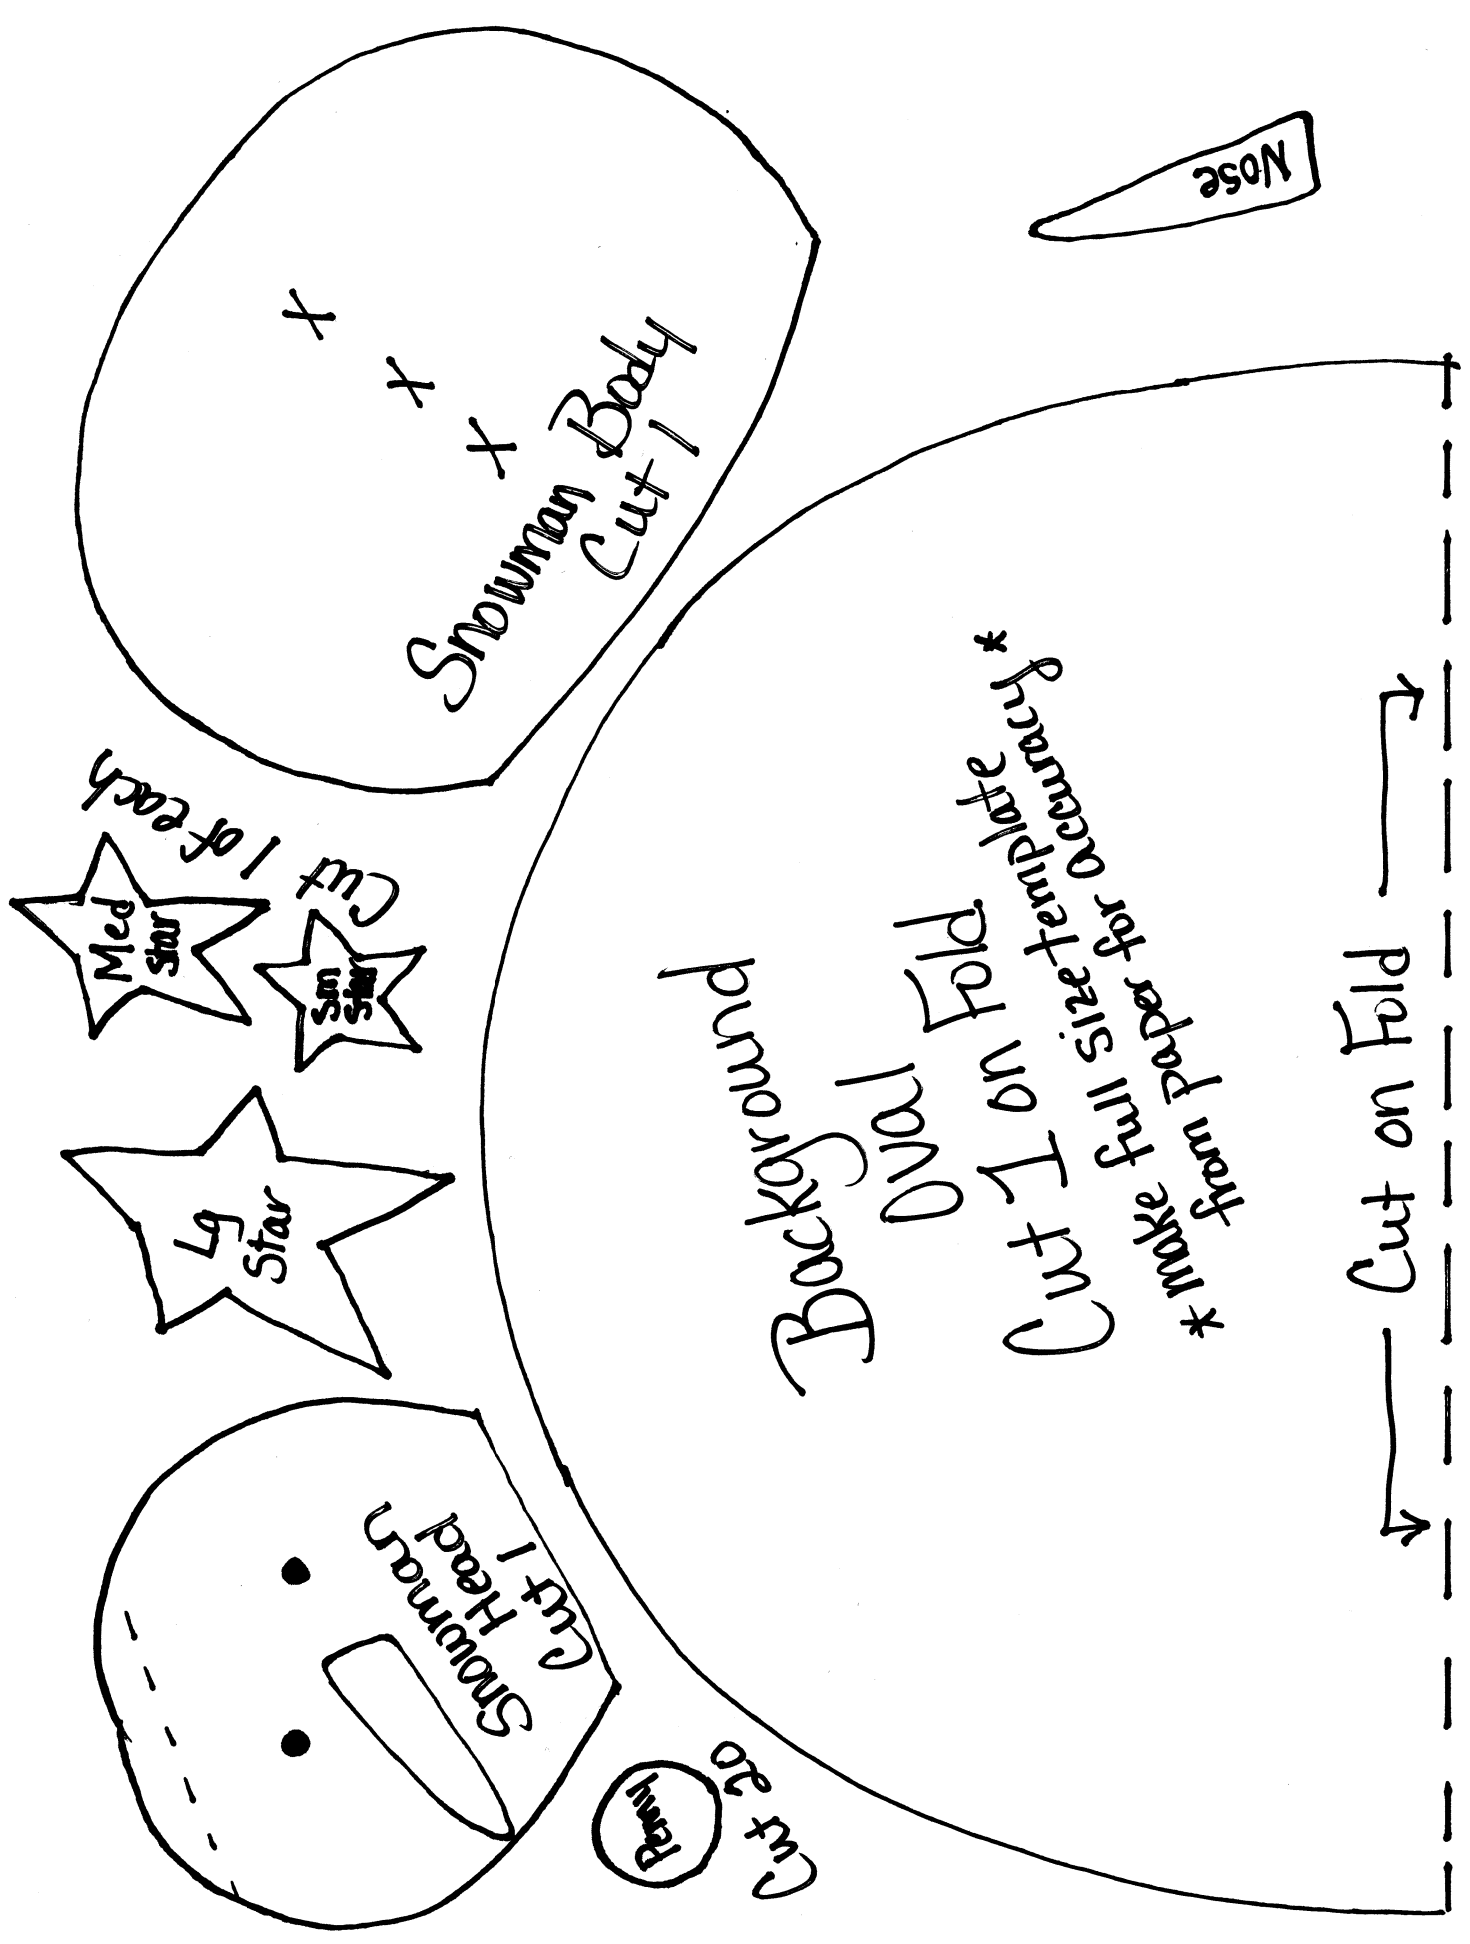 Snowman Body
Cut 1
Nose
Med
Star
Sm
Star
Cut
1 of each
Lg
Star
Snowman
Head
Cut 1
Penny
Cut 20
Background
Oval
Cut 1 on Fold
*make full size template
from paper for accuracy*
Cut on Fold